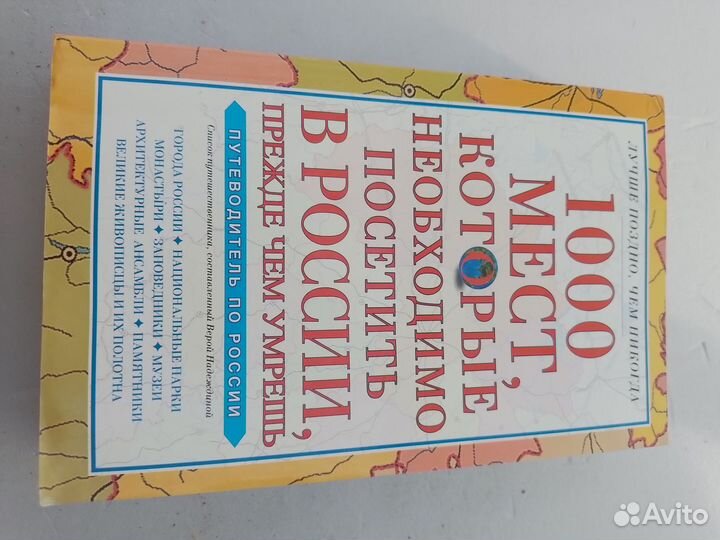 ЛУЧШЕ ПОЗДНО, ЧЕМ НИКОГДА
1000
МЕСТ,
КОТОРЫЕ
НЕОБХОДИМО
ПОСЕТИТЬ
В РОССИИ,
ПРЕЖДЕ ЧЕМ УМРЕШЬ
ПУТЕВОДИТЕЛЬ ПО РОССИИ
Список путешественника, составленный Верой Надеждиной
ГОРОДА РОССИИ ✦ НАЦИОНАЛЬНЫЕ ПАРКИ
МОНАСТЫРИ ✦ ЗАПОВЕДНИКИ ✦ МУЗЕИ
АРХИТЕКТУРНЫЕ АНСАМБЛИ ✦ ПАМЯТНИКИ
ВЕЛИКИЕ ЖИВОПИСЦЫ И ИХ ПОЛОТНА
Avito